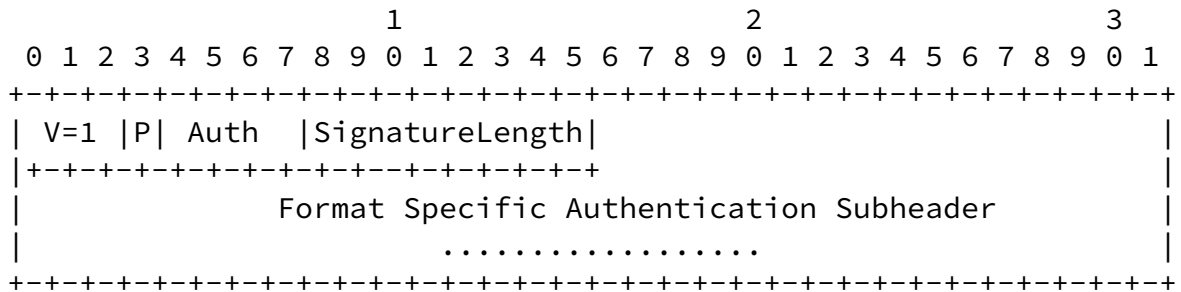 1                   2                   3
 0 1 2 3 4 5 6 7 8 9 0 1 2 3 4 5 6 7 8 9 0 1 2 3 4 5 6 7 8 9 0 1
+-+-+-+-+-+-+-+-+-+-+-+-+-+-+-+-+-+-+-+-+-+-+-+-+-+-+-+-+-+-+-+-+
| V=1 |P| Auth  |SignatureLength|                               |
|+-+-+-+-+-+-+-+-+-+--+-+-+-+-+-+                               |
|              Format Specific Authentication Subheader         |
|                       ..................                      |
+-+-+-+-+-+-+-+-+-+-+-+-+-+-+-+-+-+-+-+-+-+-+-+-+-+-+-+-+-+-+-+-+